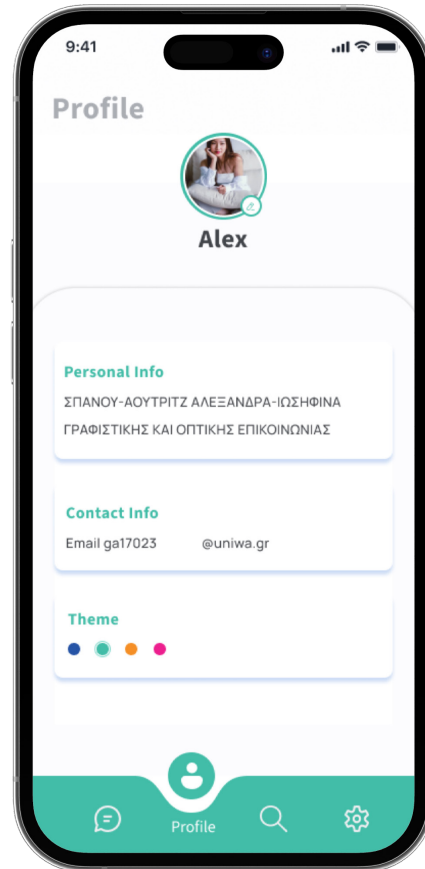 9:41
Profile
Alex
Personal Info
ΣΠΑΝΟΥ-ΑΟΥΤΡΙΤΖ ΑΛΕΞΑΝΔΡΑ-ΙΩΣΗΦΙΝΑ
ΓΡΑΦΙΣΤΙΚΗΣ ΚΑΙ ΟΠΤΙΚΗΣ ΕΠΙΚΟΙΝΩΝΙΑΣ
Contact Info
Email ga17023 @uniwa.gr
Theme
Profile